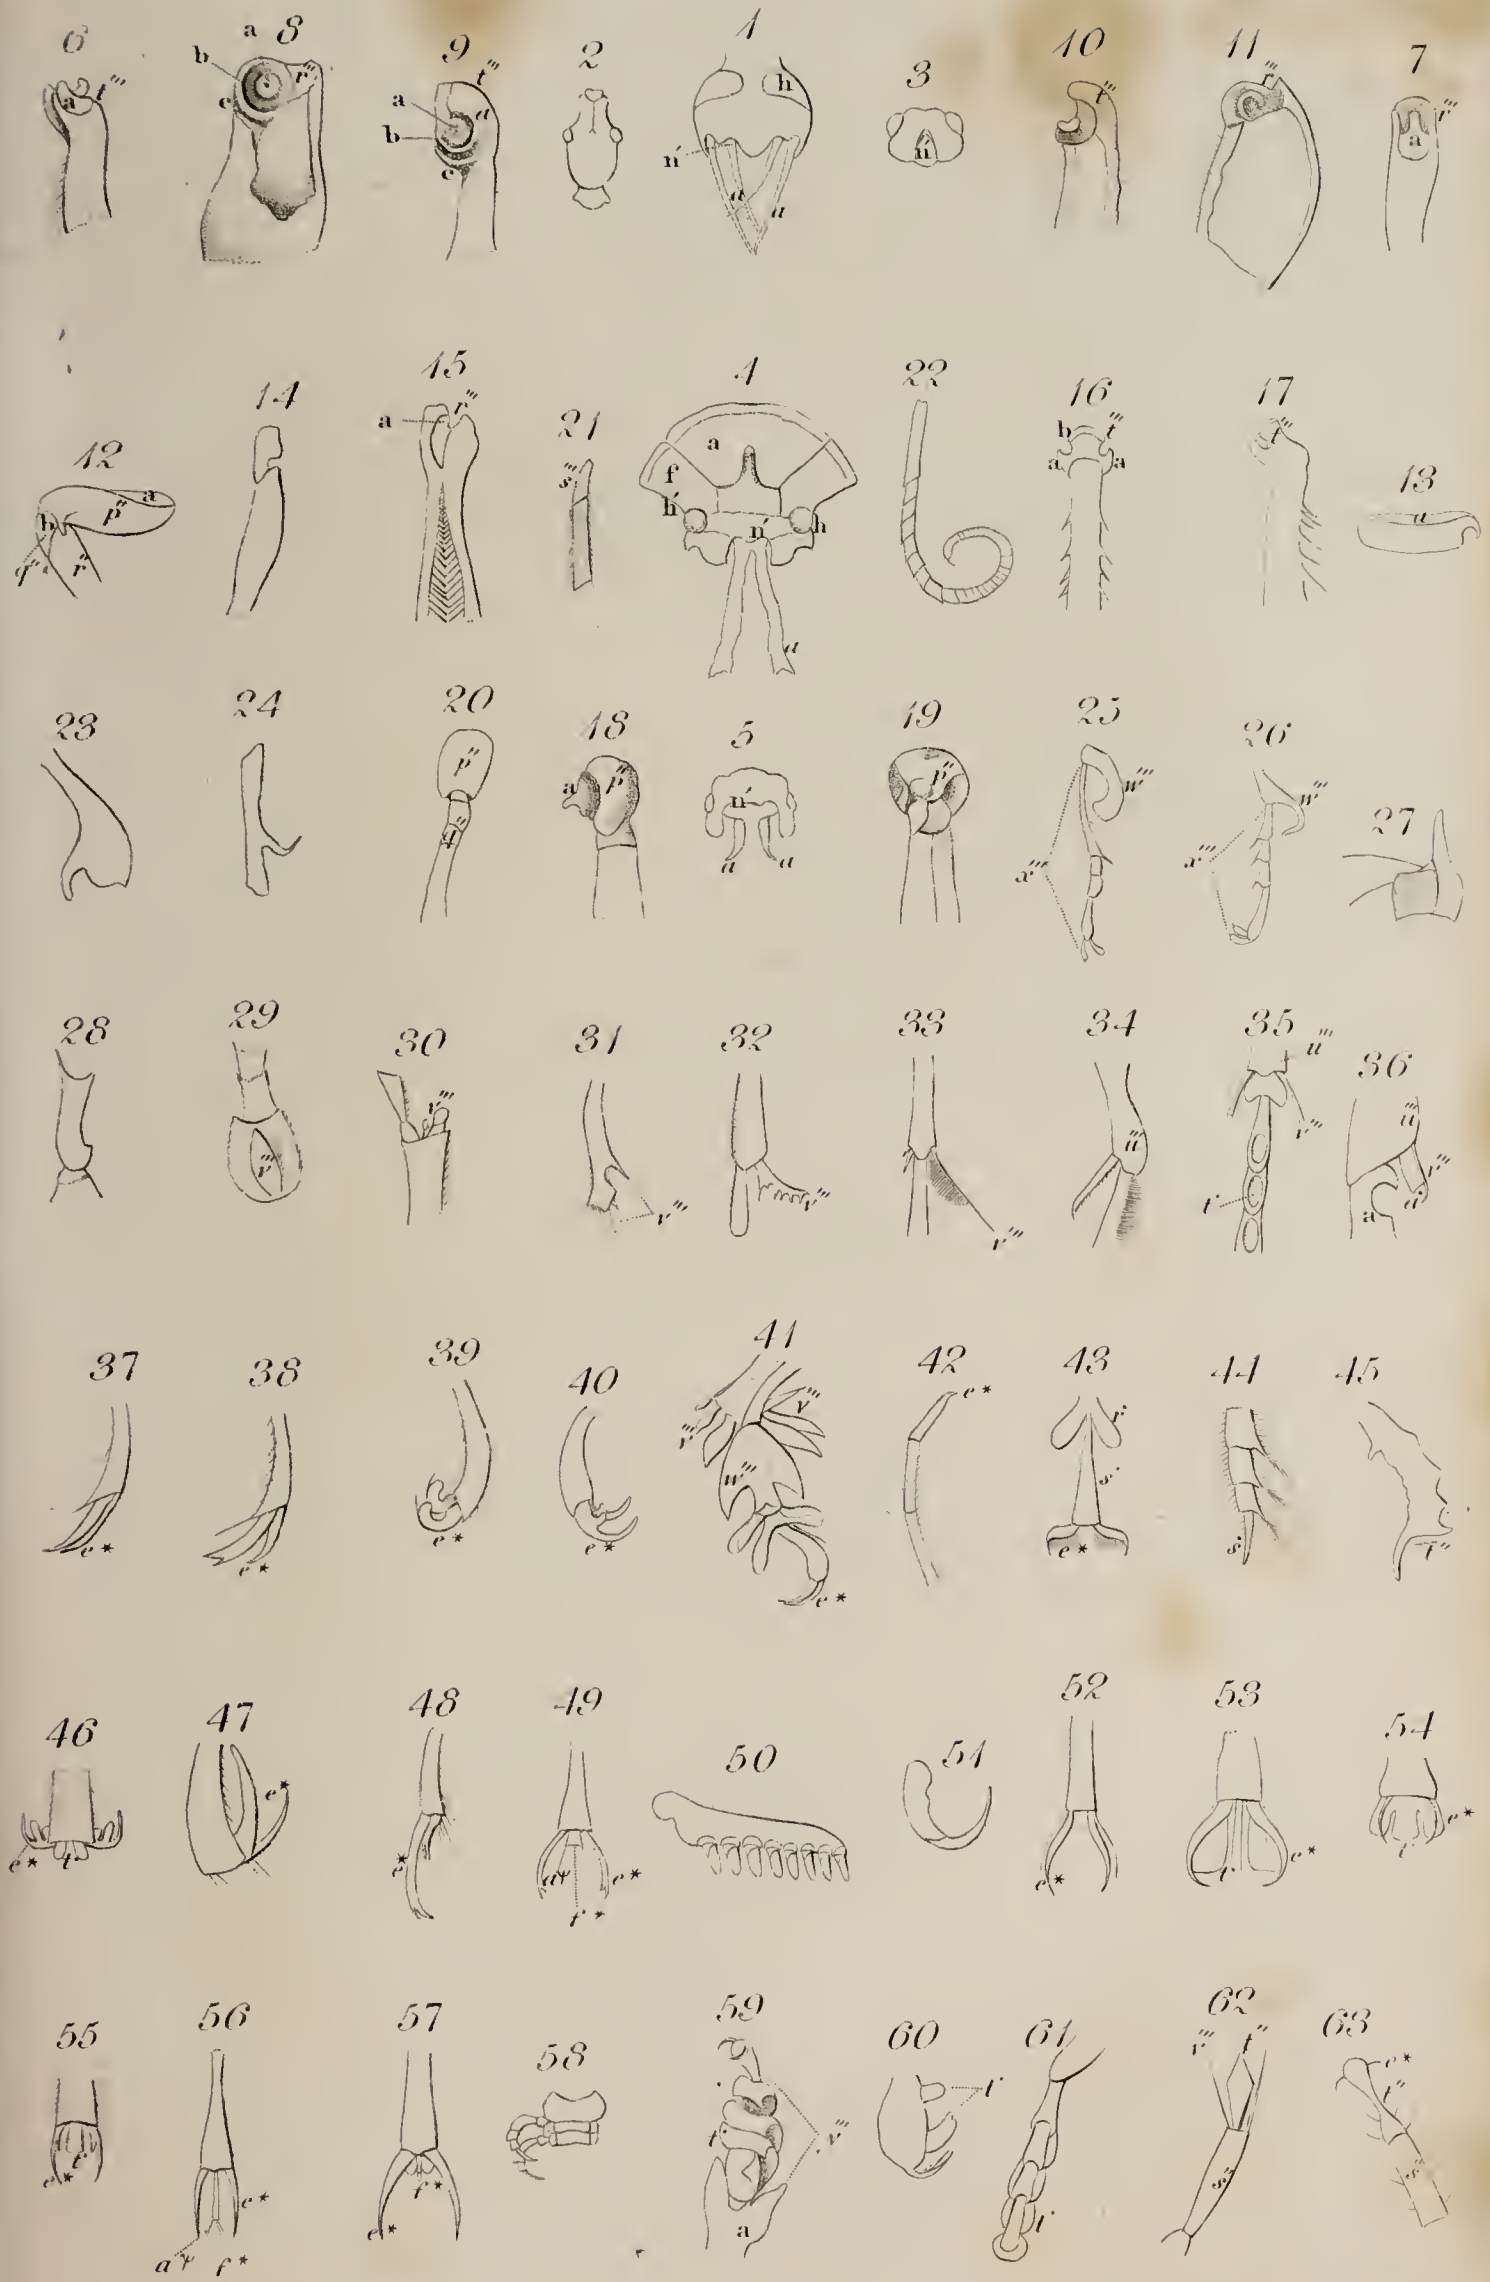 6 a 8 9 2 1 3 10 11 7
b r''' t''' h
a t''' c a a n' n t''' r''' r'''
b c a a a
15 4 22 16 17
14 a r''' 21 a b t''' t'''
12 s''' f a a 13
a p'' h' n' h a
b
q'' r'' a
23 24 20 18 5 19 25 26
p'' a p'' n' p'' w''' w''' 27
q'' a a x''' x'''
28 29 30 31 32 33 34 35 u''' 36
v''' v''' ü ü
v''' v''' v''' v''' t· v''' a a
37 38 39 40 41 42 43 44 45
v''' e* r·
v''' w''' s·
e* e* e* e* e* e* s· t''
46 47 48 49 50 51 52 53 54
e* e*
e* t· e* a e* e* t· e* t·
f*
55 56 57 58 59 60 61 62 63
v''' t'' e*
t· t''
e* t· e* f* t· v''' s'' s''
e* a t·
a f*